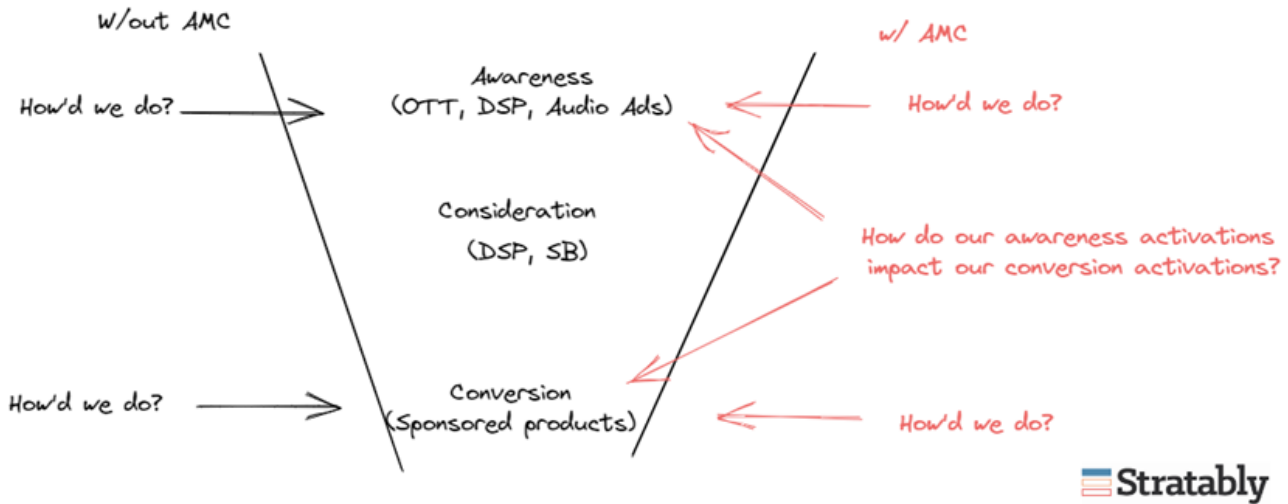 W/out AMC
w/ AMC
How'd we do?
Awareness
(OTT, DSP, Audio Ads)
How'd we do?
Consideration
(DSP, SB)
How do our awareness activations
impact our conversion activations?
How'd we do?
Conversion
(Sponsored products)
How'd we do?
Stratably